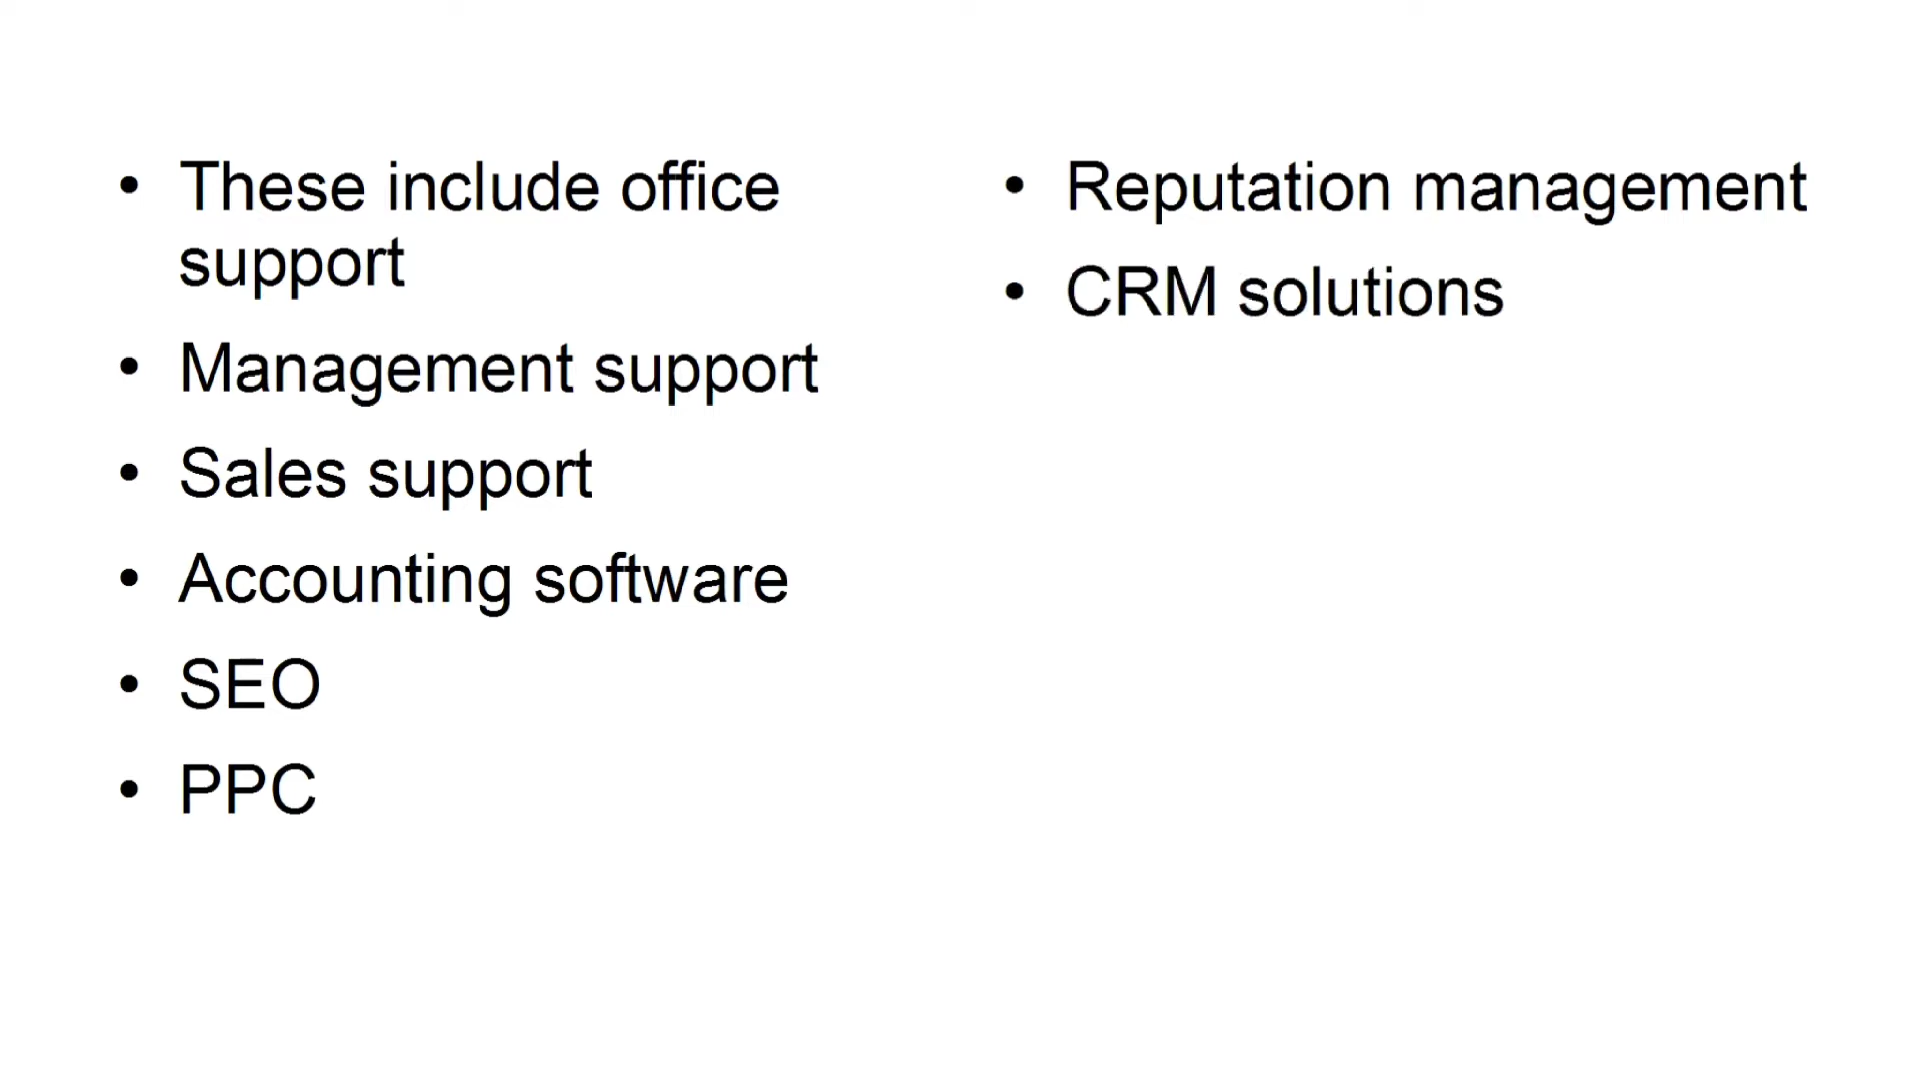 • These include office
support
• Management support
• Sales support
• Accounting software
• SEO
• PPC
• Reputation management
• CRM solutions